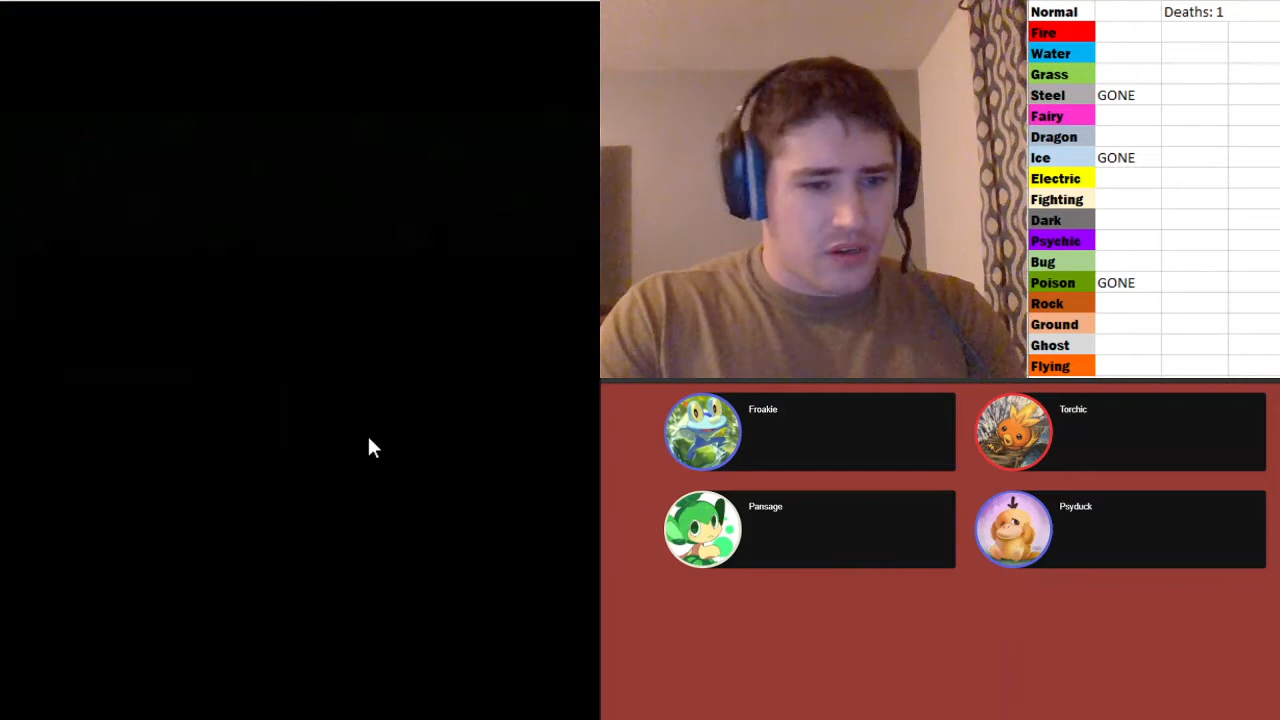 Normal Deaths: 1
Fire
Water
Grass
Steel GONE
Fairy
Dragon
Ice GONE
Electric
Fighting
Dark
Psychic
Bug
Poison GONE
Rock
Ground
Ghost
Flying
Froakie
Torchic
Pansage
Psyduck